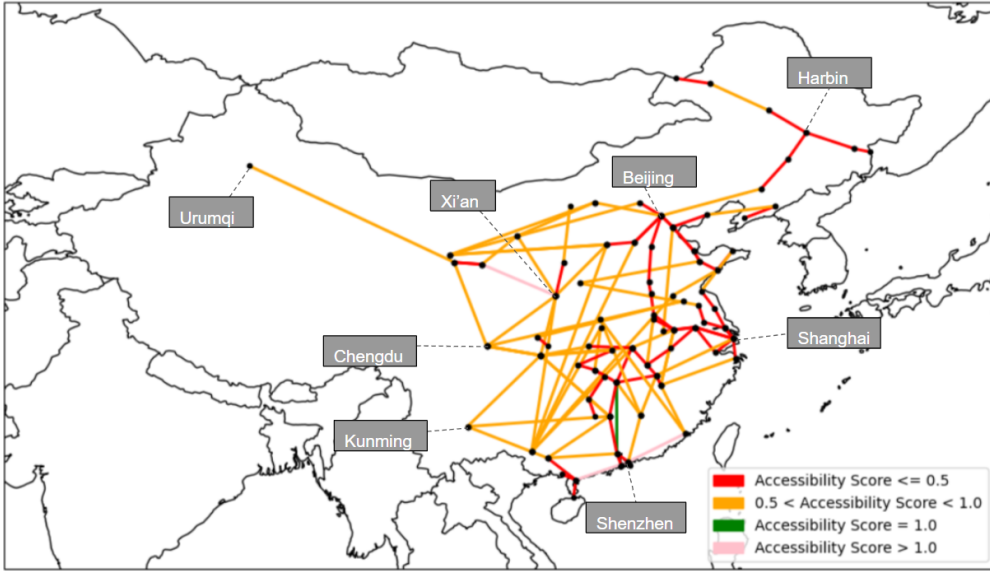 Harbin
Beijing
Xi'an
Urumqi
Shanghai
Chengdu
Kunming
Shenzhen
Accessibility Score <= 0.5
0.5 < Accessibility Score < 1.0
Accessibility Score = 1.0
Accessibility Score > 1.0